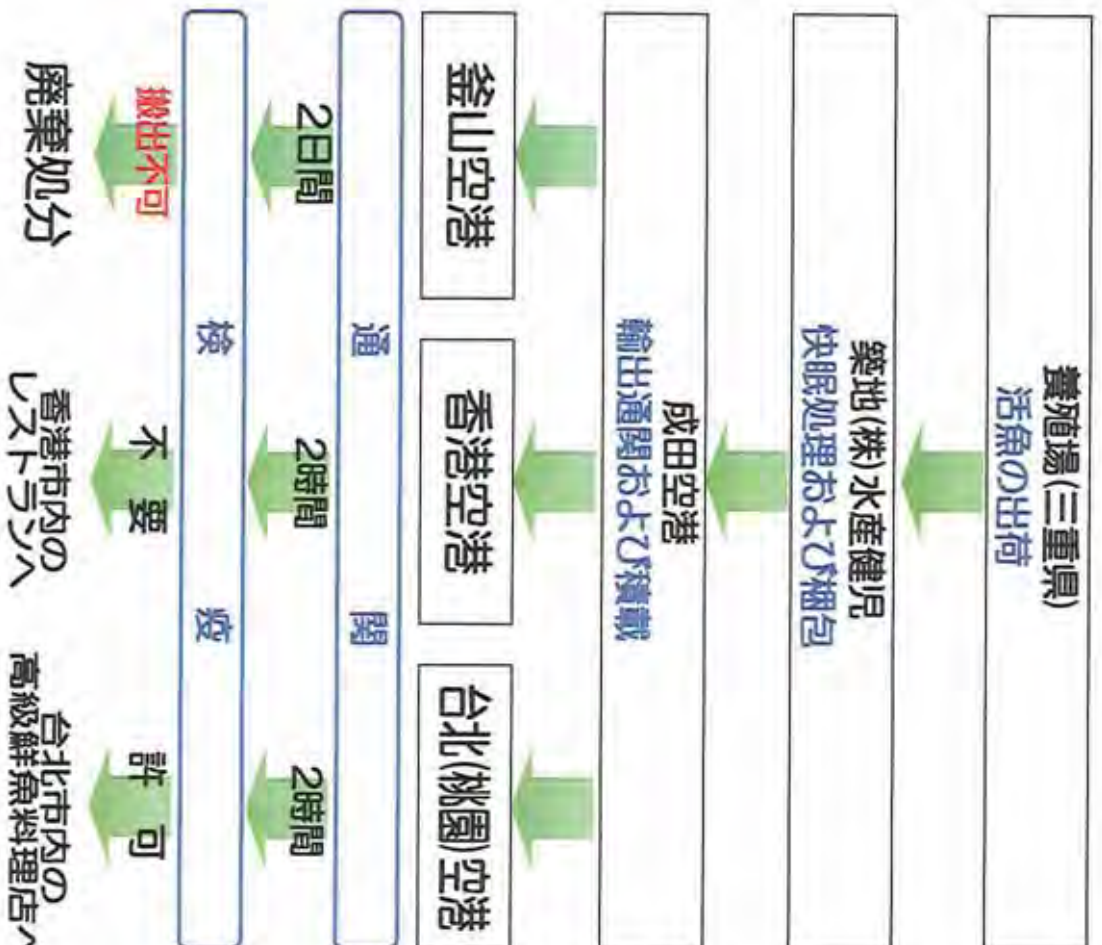 養殖場(三重県)
活魚の出荷
築地(株)水産健児
快眠処理および梱包
成田空港
輸出通関および積載
釜山空港
香港空港
台北(桃園)空港
通関
2日間
2時間
2時間
検疫
搬出不可
不要
許可
廃棄処分
香港市内の
レストランへ
台北市内の
高級鮮魚料理店へ